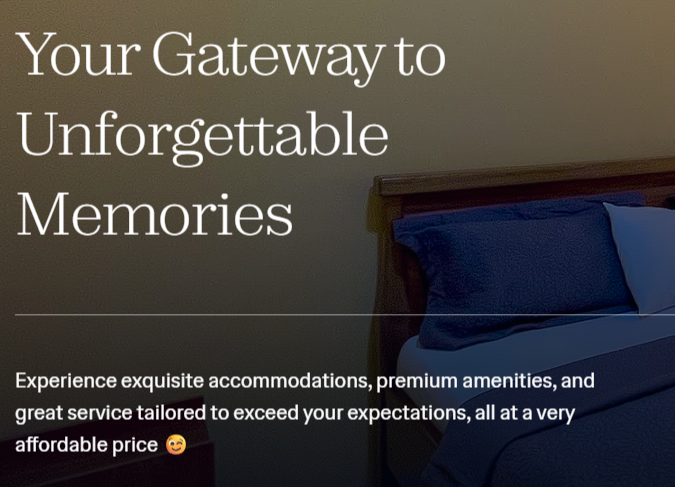 Your Gateway to
Unforgettable
Memories
Experience exquisite accommodations, premium amenities, and
great service tailored to exceed your expectations, all at a very
affordable price 😊